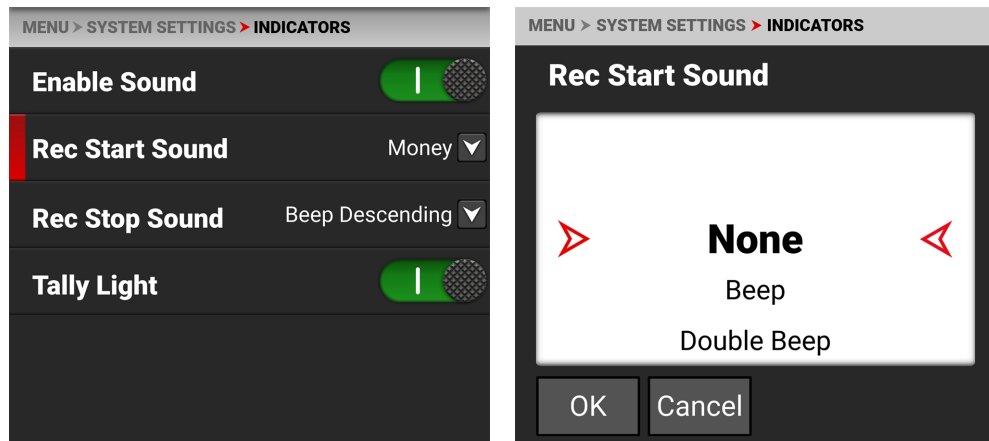 MENU > SYSTEM SETTINGS > INDICATORS
Enable Sound
Rec Start Sound Money
Rec Stop Sound Beep Descending
Tally Light
MENU > SYSTEM SETTINGS > INDICATORS
Rec Start Sound
None
Beep
Double Beep
OK Cancel